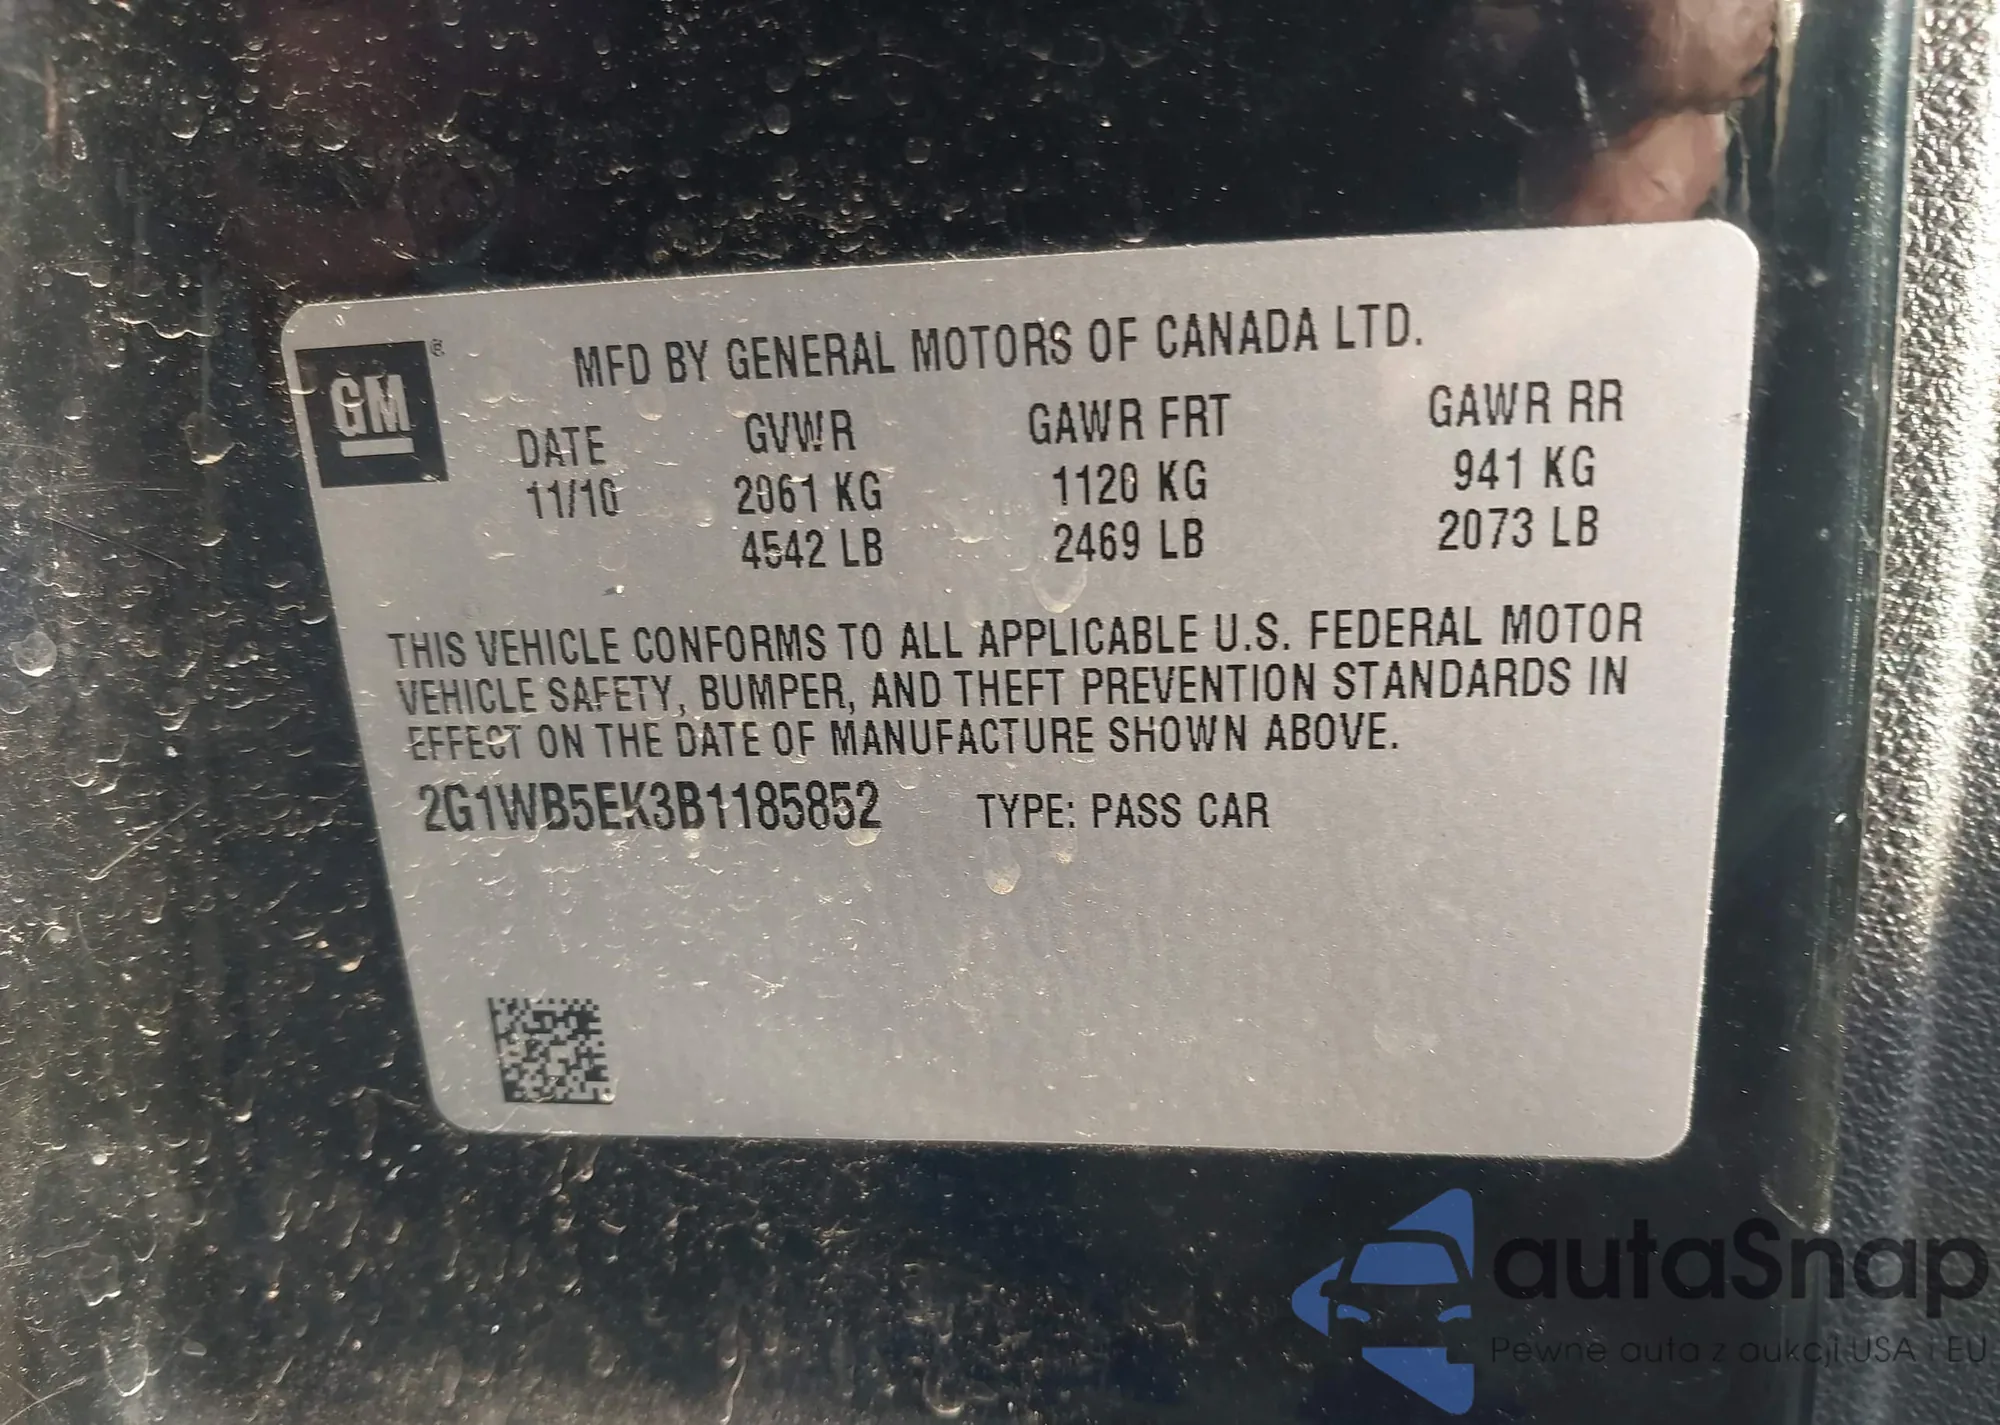 GM ®
MFD BY GENERAL MOTORS OF CANADA LTD.
DATE GVWR GAWR FRT GAWR RR
11/10 2061 KG 1120 KG 941 KG
4542 LB 2469 LB 2073 LB
THIS VEHICLE CONFORMS TO ALL APPLICABLE U.S. FEDERAL MOTOR
VEHICLE SAFETY, BUMPER, AND THEFT PREVENTION STANDARDS IN
EFFECT ON THE DATE OF MANUFACTURE SHOWN ABOVE.
2G1WB5EK3B1185852 TYPE: PASS CAR
autaSnap
Pewne auta z aukcji USA i EU